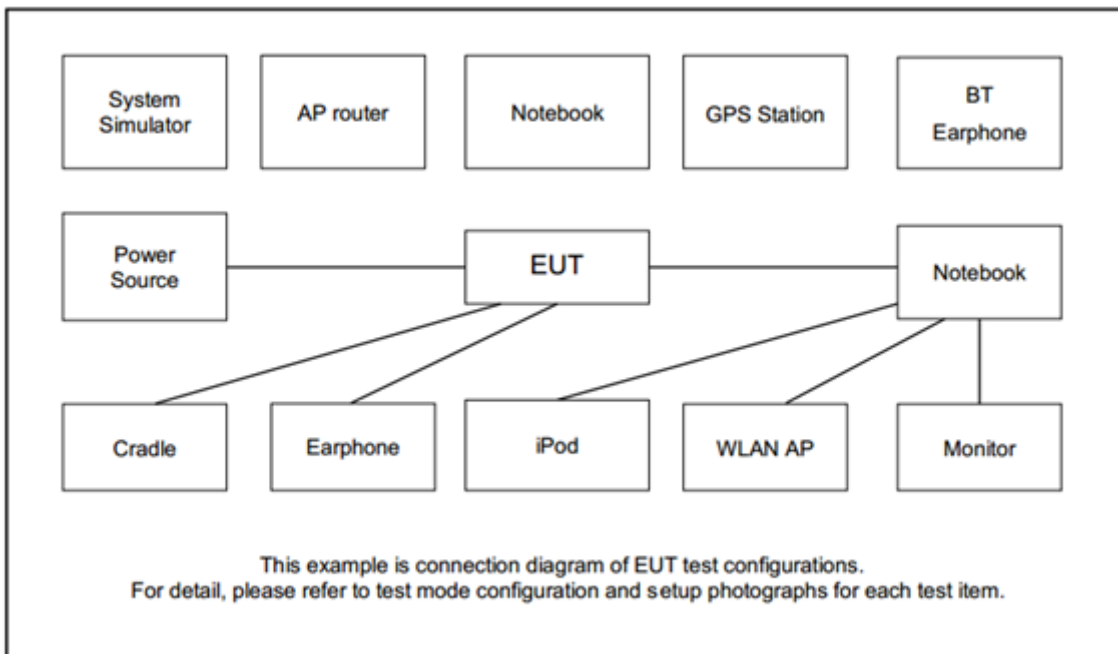 System
Simulator
AP router
Notebook
GPS Station
BT
Earphone
Power
Source
EUT
Notebook
Cradle
Earphone
iPod
WLAN AP
Monitor
This example is connection diagram of EUT test configurations.
For detail, please refer to test mode configuration and setup photographs for each test item.